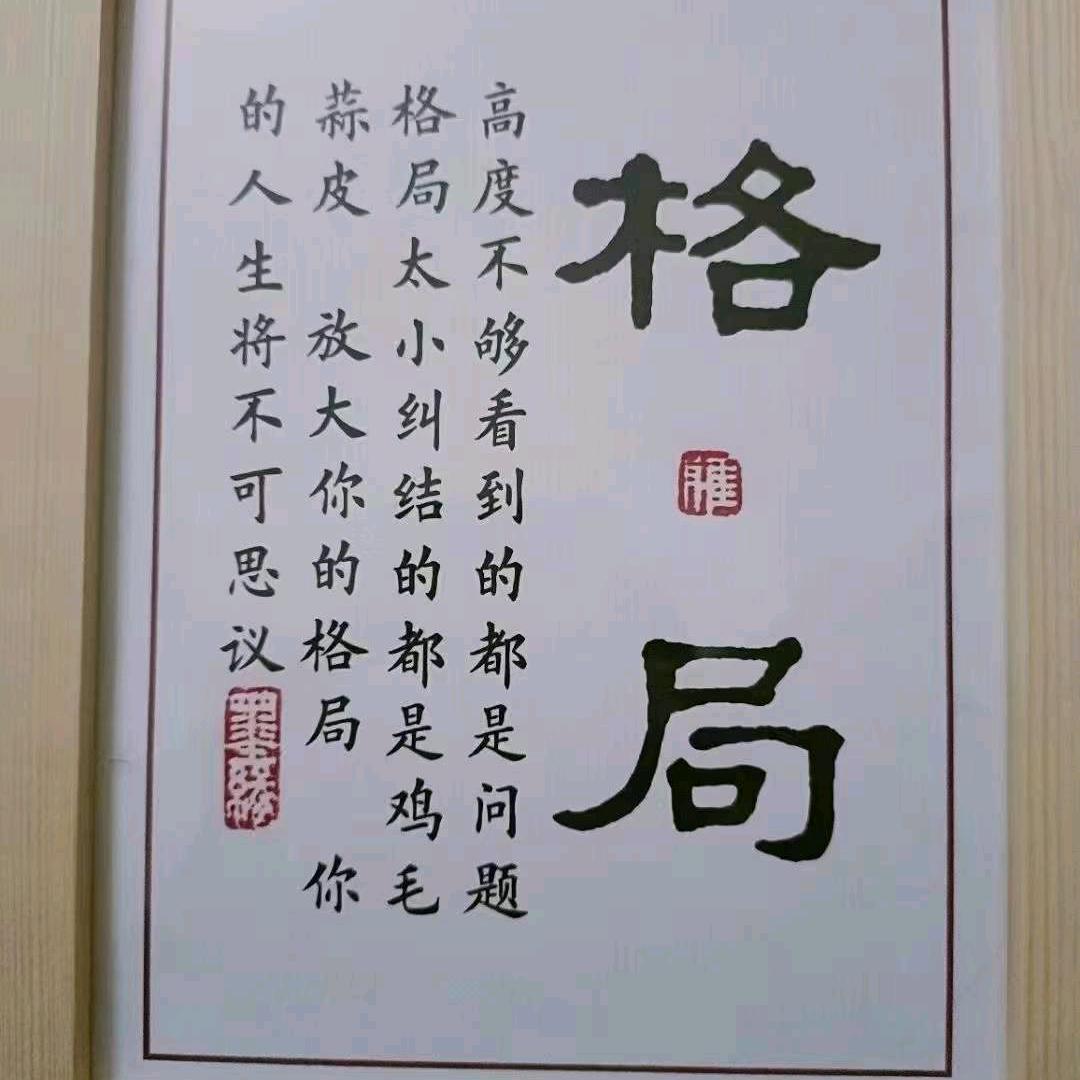 格局
高度不够看到的都是问题
格局太小纠结的都是鸡毛
蒜皮 放大你的格局 你
的人生将不可思议